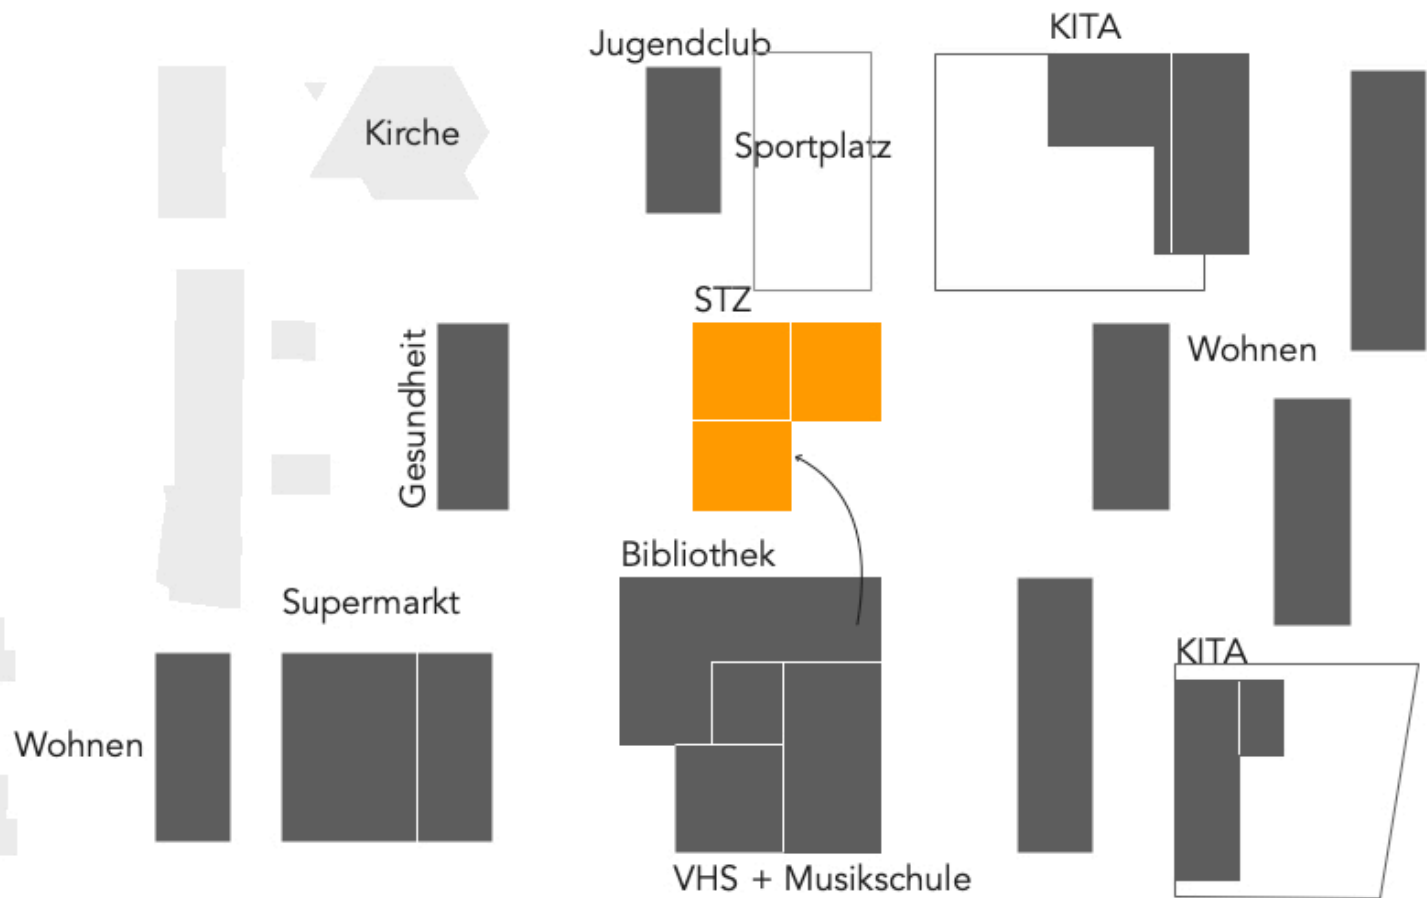 KITA
Jugendclub
Kirche
Sportplatz
STZ
Gesundheit
Wohnen
Bibliothek
Supermarkt
KITA
Wohnen
VHS + Musikschule